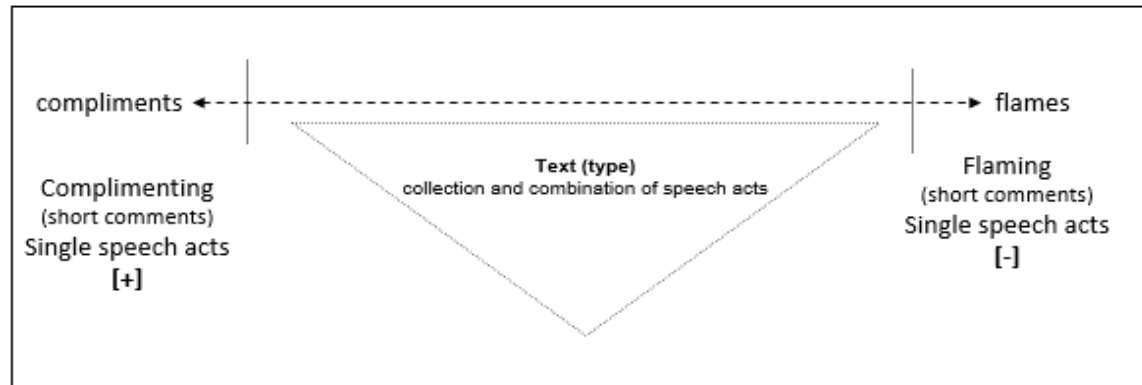 compliments
flames
Text (type)
collection and combination of speech acts
Complimenting
(short comments)
Single speech acts
[+]
Flaming
(short comments)
Single speech acts
[-]